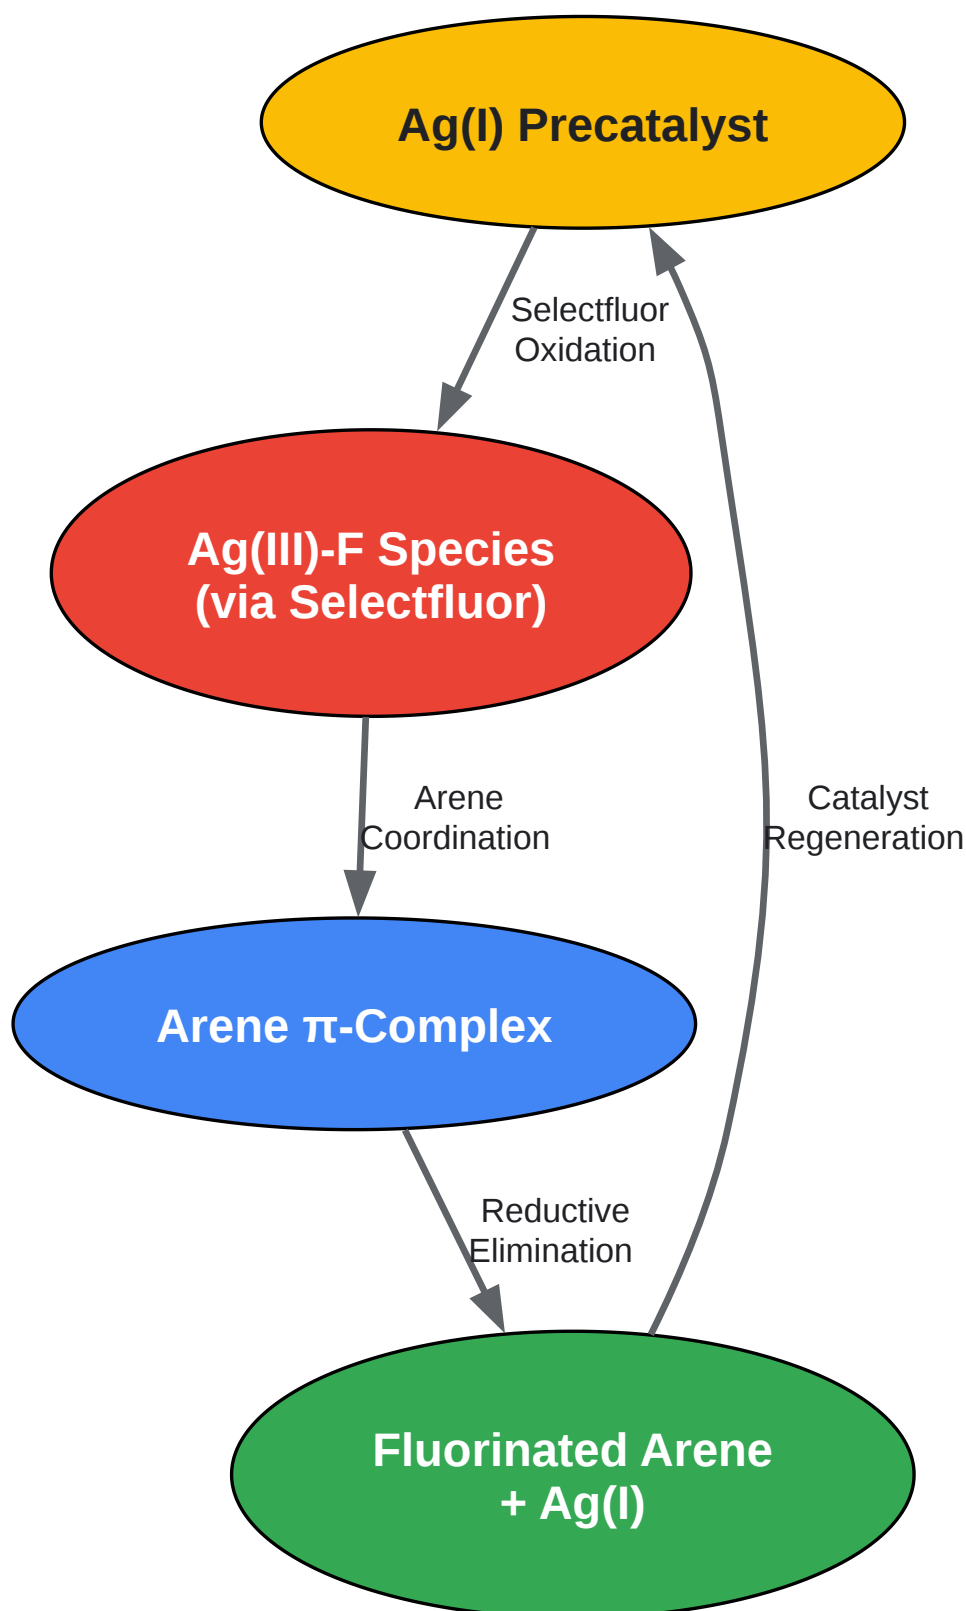 Ag(I) Precatalyst
Selectfluor
Oxidation
Ag(III)-F Species
(via Selectfluor)
Arene
Coordination
Catalyst
Regeneration
Arene π-Complex
Reductive
Elimination
Fluorinated Arene
+ Ag(I)